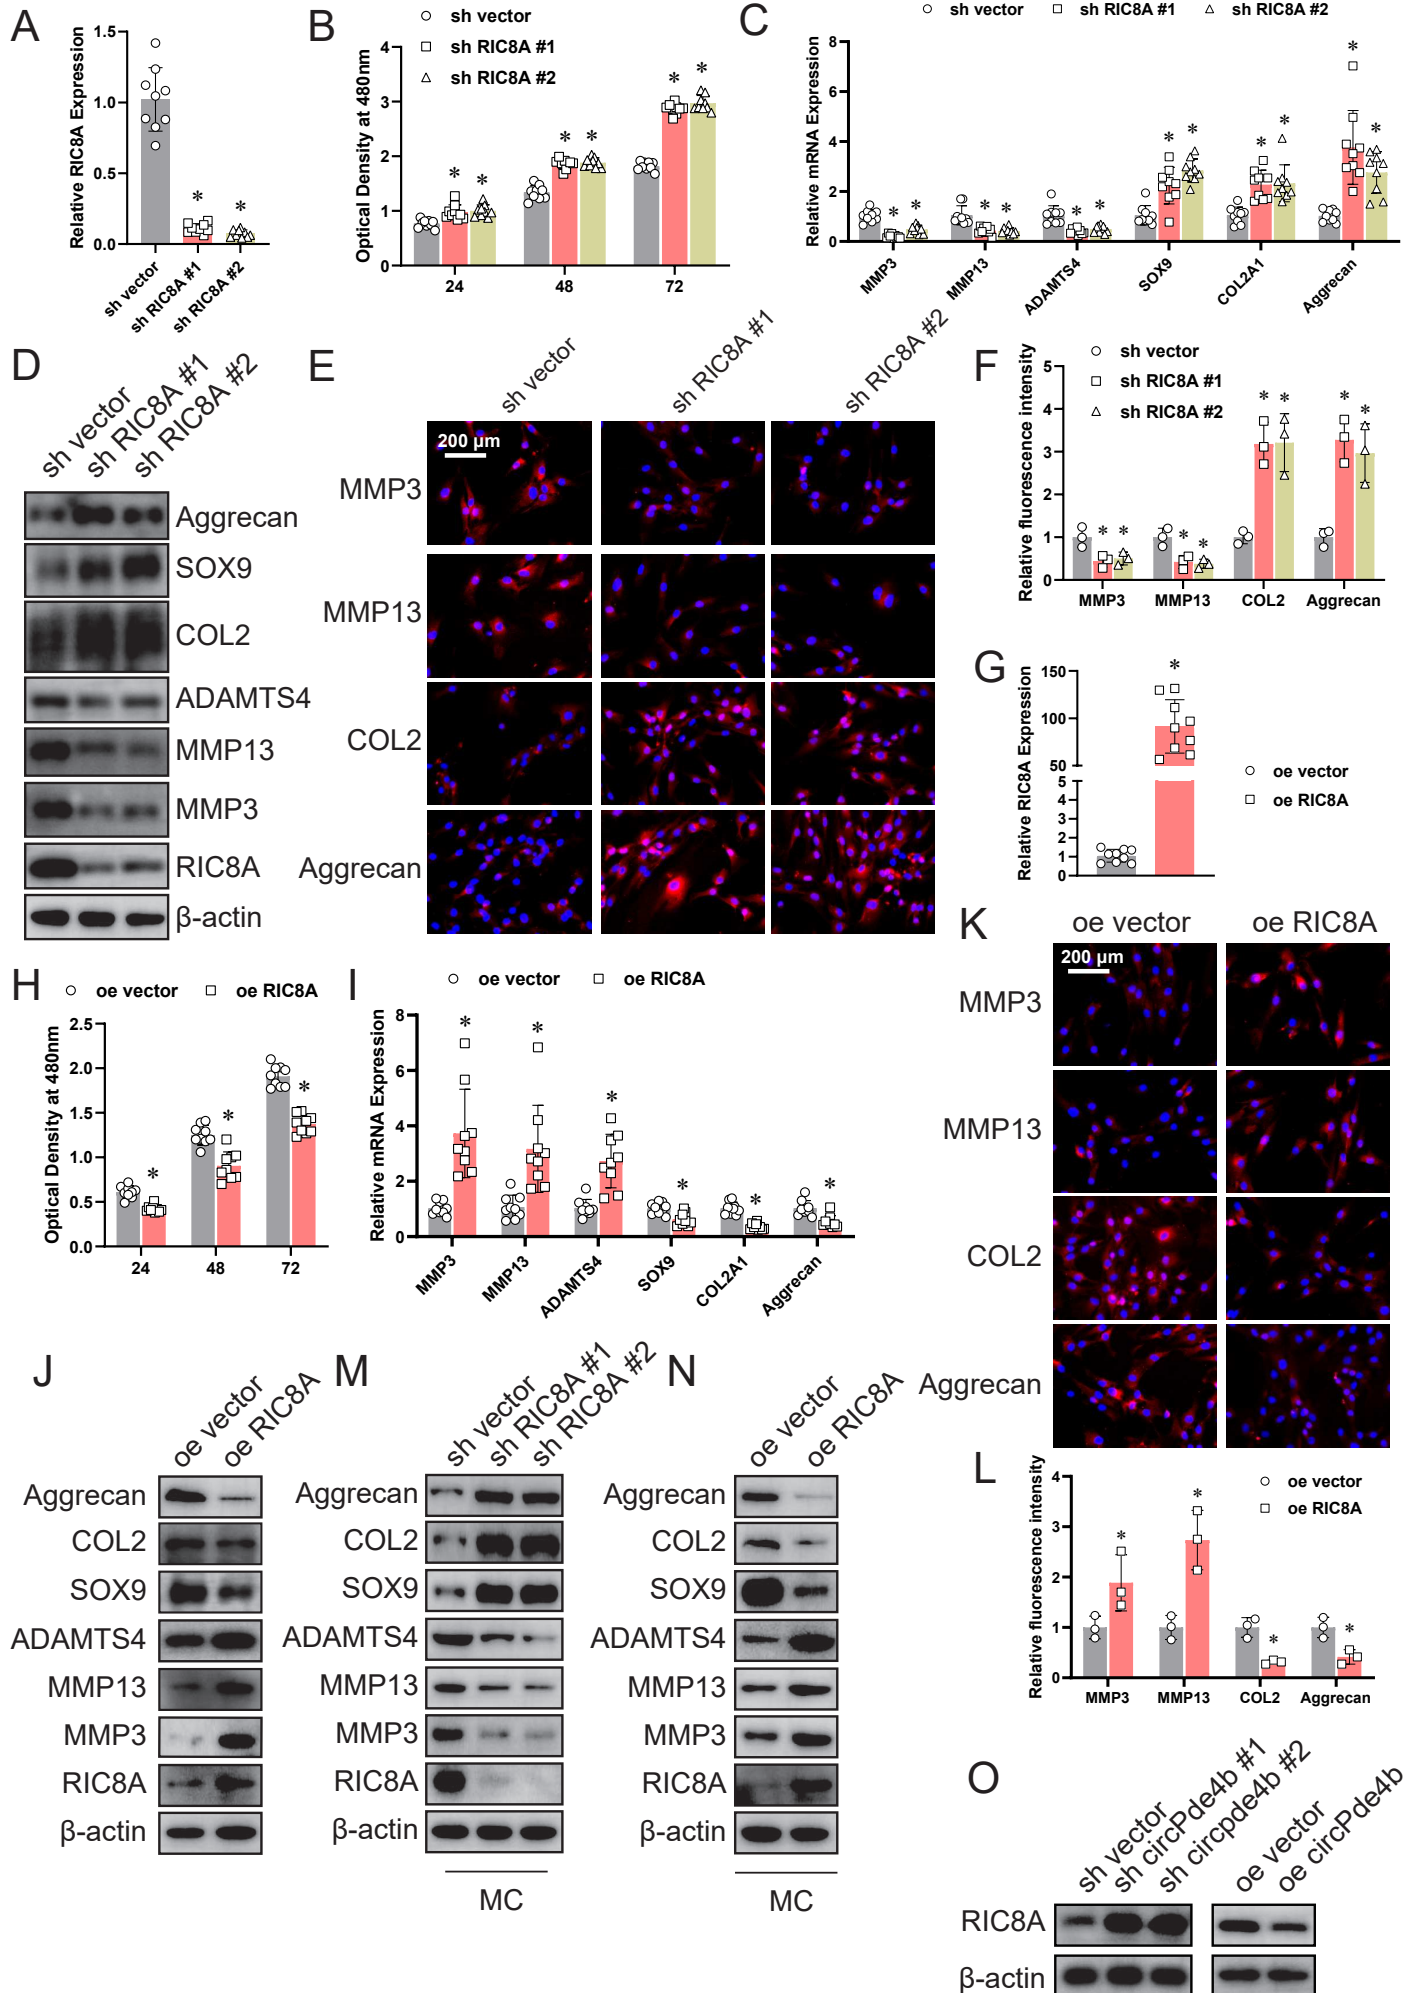 A
Relative RIC8A Expression
1.5
1.0
0.5
0.0
*
*
sh vector
sh RIC8A #1
sh RIC8A #2
B
sh vector
sh RIC8A #1
sh RIC8A #2
Optical Density at 480nm
4
3
2
1
0
* *
* *
* *
24 48 72
C
sh vector sh RIC8A #1 sh RIC8A #2
Relative mRNA Expression
8
6
4
2
0
* *
* *
* *
* *
* *
* *
MMP3
MMP13
ADAMTS4
SOX9
COL2A1
Aggrecan
D
sh vector
sh RIC8A #1
sh RIC8A #2
Aggrecan
SOX9
COL2
ADAMTS4
MMP13
MMP3
RIC8A
β-actin
E
sh vector
sh RIC8A #1
sh RIC8A #2
200 μm
MMP3
MMP13
COL2
Aggrecan
F
sh vector
sh RIC8A #1
sh RIC8A #2
Relative fluorescence intensity
5
4
3
2
1
0
* *
* *
* *
* *
MMP3 MMP13 COL2 Aggrecan
G
Relative RIC8A Expression
150
100
50
5
4
3
2
1
0
*
oe vector
oe RIC8A
H
oe vector oe RIC8A
Optical Density at 480nm
2.5
2.0
1.5
1.0
0.5
0.0
*
*
*
24 48 72
I
oe vector oe RIC8A
Relative mRNA Expression
8
6
4
2
0
*
*
*
*
*
*
MMP3
MMP13
ADAMTS4
SOX9
COL2A1
Aggrecan
K
oe vector oe RIC8A
200 μm
MMP3
MMP13
COL2
Aggrecan
J
oe vector
oe RIC8A
Aggrecan
COL2
SOX9
ADAMTS4
MMP13
MMP3
RIC8A
β-actin
M
sh vector
sh RIC8A #1
sh RIC8A #2
Aggrecan
COL2
SOX9
ADAMTS4
MMP13
MMP3
RIC8A
β-actin
MC
N
oe vector
oe RIC8A
Aggrecan
COL2
SOX9
ADAMTS4
MMP13
MMP3
RIC8A
β-actin
MC
L
oe vector
oe RIC8A
Relative fluorescence intensity
4
3
2
1
0
*
*
*
*
MMP3 MMP13 COL2 Aggrecan
O
sh vector
sh circPde4b #1
sh circpde4b #2
oe vector
oe circPde4b
RIC8A
β-actin